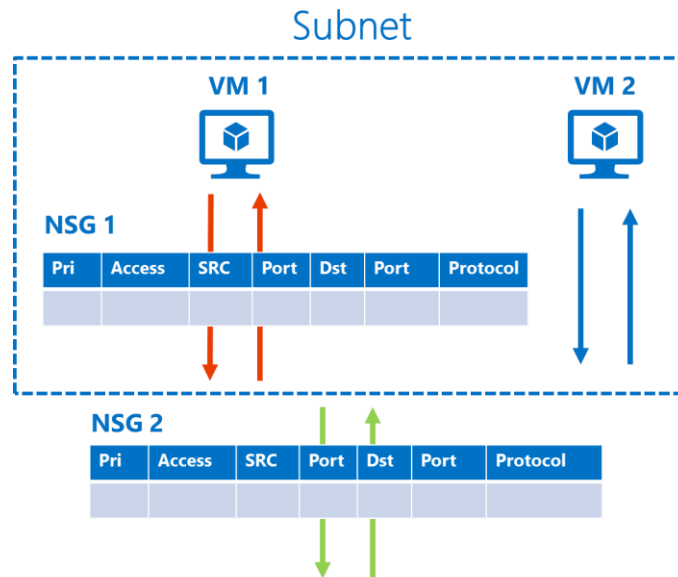 Subnet
VM 1 VM 2
NSG 1
Pri Access SRC Port Dst Port Protocol
NSG 2
Pri Access SRC Port Dst Port Protocol